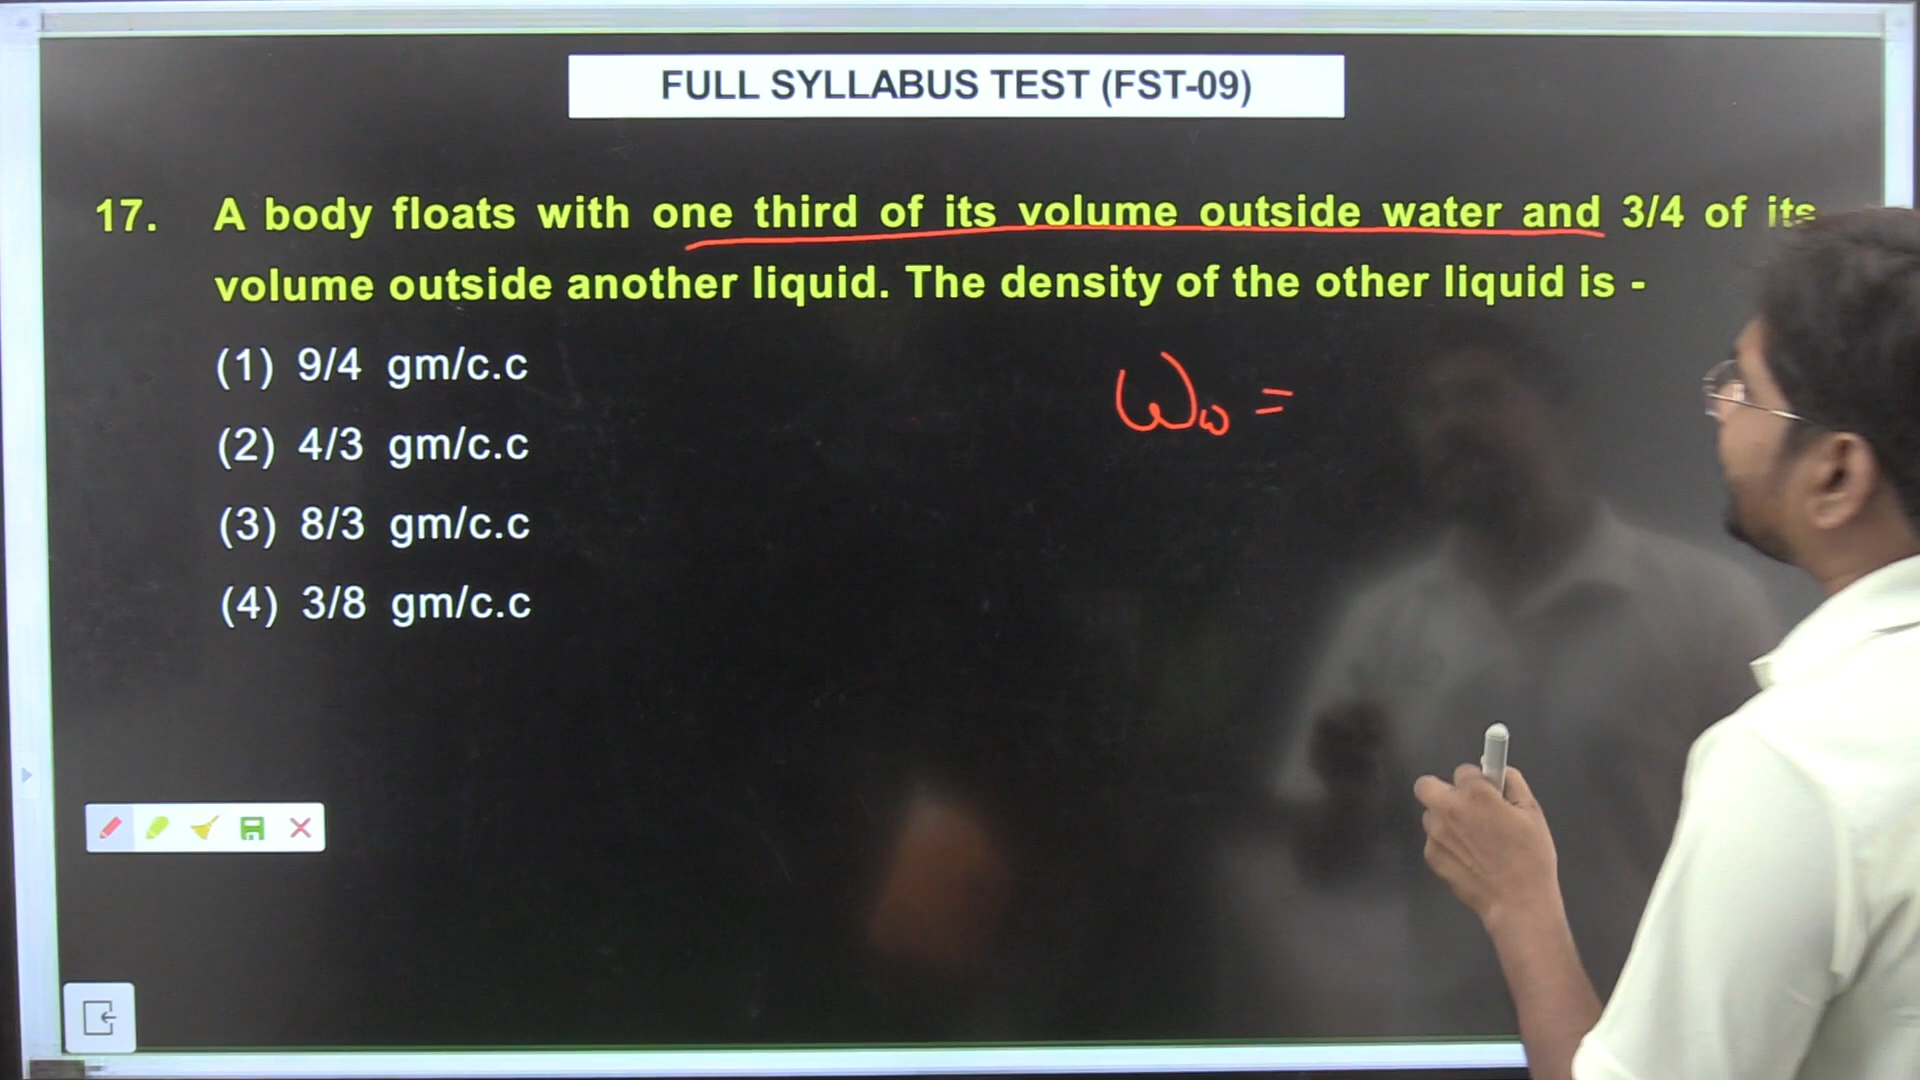 FULL SYLLABUS TEST (FST-09)
17. A body floats with one third of its volume outside water and 3/4 of its
volume outside another liquid. The density of the other liquid is -
(1) 9/4 gm/c.c
(2) 4/3 gm/c.c
(3) 8/3 gm/c.c
(4) 3/8 gm/c.c
ωω =